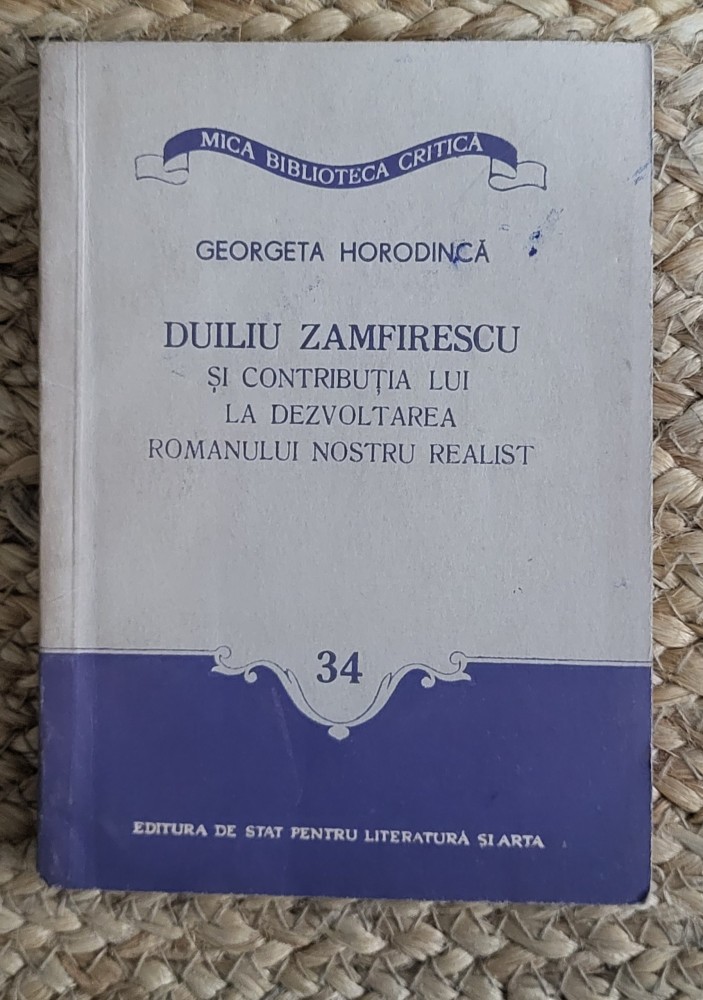 MICA BIBLIOTECA CRITICĂ
GEORGETA HORODINCĂ
DUILIU ZAMFIRESCU
ȘI CONTRIBUȚIA LUI
LA DEZVOLTAREA
ROMANULUI NOSTRU REALIST
34
EDITURA DE STAT PENTRU LITERATURĂ ȘI ARTA